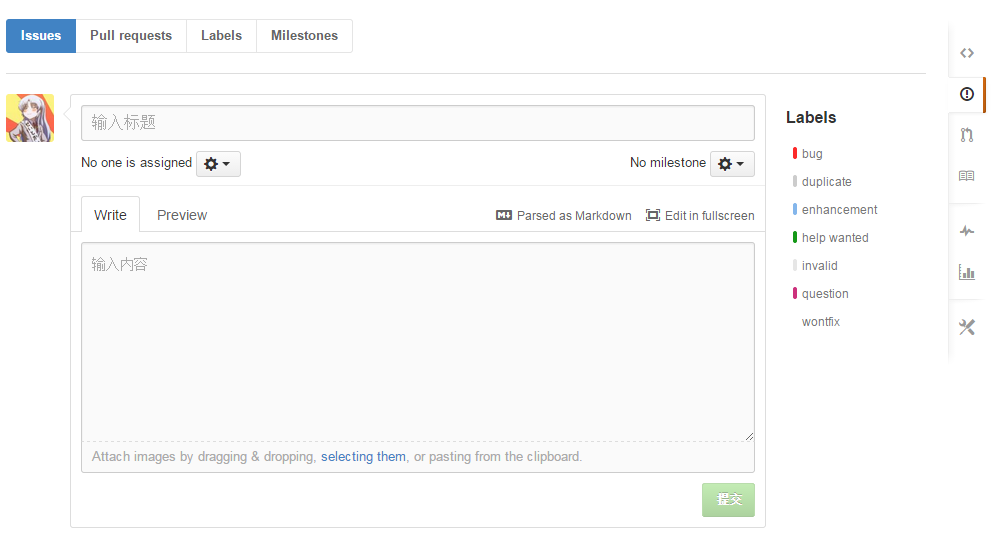 Issues Pull requests Labels Milestones
输入标题
No one is assigned No milestone
Write Preview Parsed as Markdown Edit in fullscreen
输入内容
Attach images by dragging & dropping, selecting them, or pasting from the clipboard.
提交
Labels
bug
duplicate
enhancement
help wanted
invalid
question
wontfix